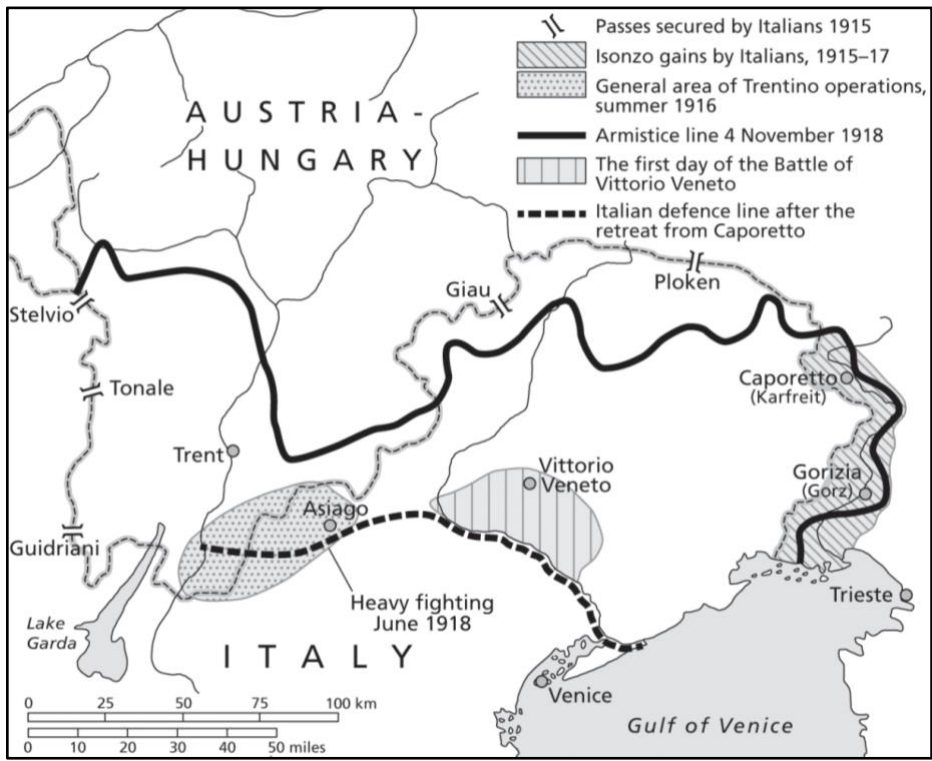 Passes secured by Italians 1915
Isonzo gains by Italians, 1915–17
General area of Trentino operations,
summer 1916
Armistice line 4 November 1918
The first day of the Battle of
Vittorio Veneto
Italian defence line after the
retreat from Caporetto
AUSTRIA-
HUNGARY
Giau
Ploken
Stelvio
Tonale
Caporetto
(Karfreit)
Trent
Vittorio
Veneto
Gorizia
(Gorz)
Asiago
Guidriani
Heavy fighting
June 1918
Trieste
Lake
Garda
ITALY
Venice
Gulf of Venice
0 25 50 75 100 km
0 10 20 30 40 50 miles